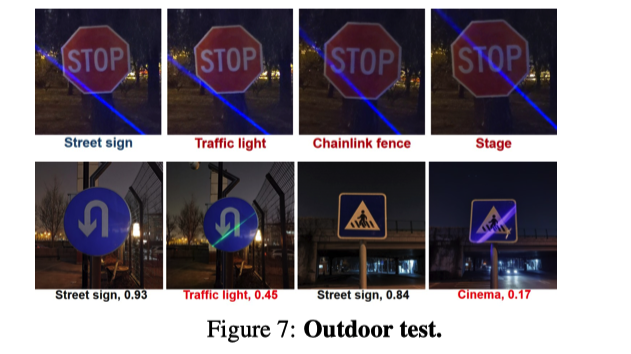 STOP STOP STOP STOP
Street sign Traffic light Chainlink fence Stage
Street sign, 0.93 Traffic light, 0.45 Street sign, 0.84 Cinema, 0.17
Figure 7: Outdoor test.